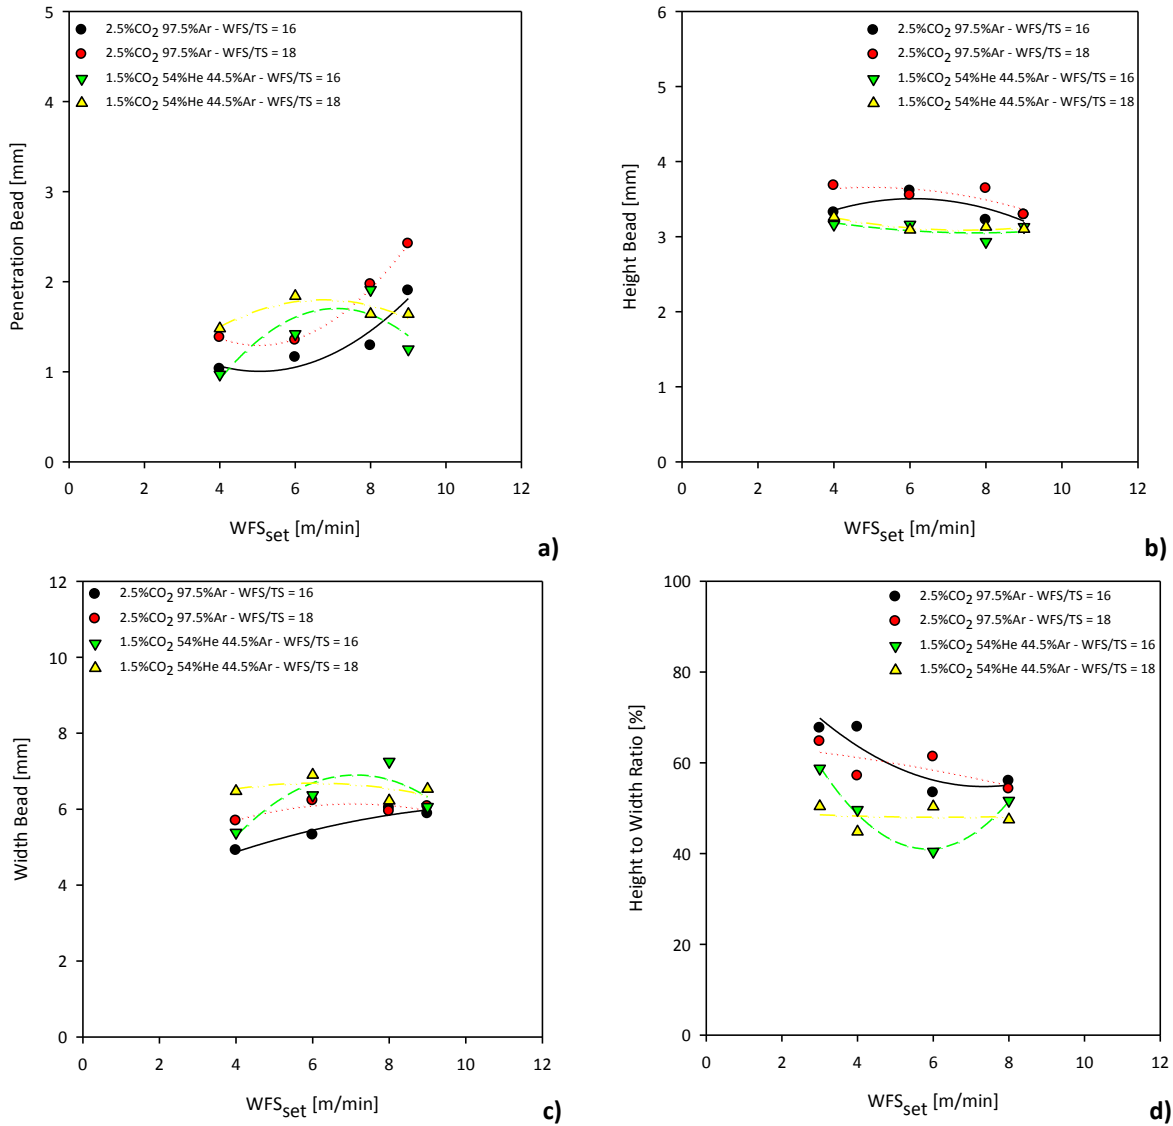 5
4
3
2
1
0
Penetration Bead [mm]
2.5%CO2 97.5%Ar - WFS/TS = 16
2.5%CO2 97.5%Ar - WFS/TS = 18
1.5%CO2 54%He 44.5%Ar - WFS/TS = 16
1.5%CO2 54%He 44.5%Ar - WFS/TS = 18
0 2 4 6 8 10 12
WFSset [m/min]
a)
6
5
4
3
2
1
0
Height Bead [mm]
2.5%CO2 97.5%Ar - WFS/TS = 16
2.5%CO2 97.5%Ar - WFS/TS = 18
1.5%CO2 54%He 44.5%Ar - WFS/TS = 16
1.5%CO2 54%He 44.5%Ar - WFS/TS = 18
0 2 4 6 8 10 12
WFSset [m/min]
b)
12
10
8
6
4
2
0
Width Bead [mm]
2.5%CO2 97.5%Ar - WFS/TS = 16
2.5%CO2 97.5%Ar - WFS/TS = 18
1.5%CO2 54%He 44.5%Ar - WFS/TS = 16
1.5%CO2 54%He 44.5%Ar - WFS/TS = 18
0 2 4 6 8 10 12
WFSset [m/min]
c)
100
80
60
40
20
0
Height to Width Ratio [%]
2.5%CO2 97.5%Ar - WFS/TS = 16
2.5%CO2 97.5%Ar - WFS/TS = 18
1.5%CO2 54%He 44.5%Ar - WFS/TS = 16
1.5%CO2 54%He 44.5%Ar - WFS/TS = 18
0 2 4 6 8 10 12
WFSset [m/min]
d)